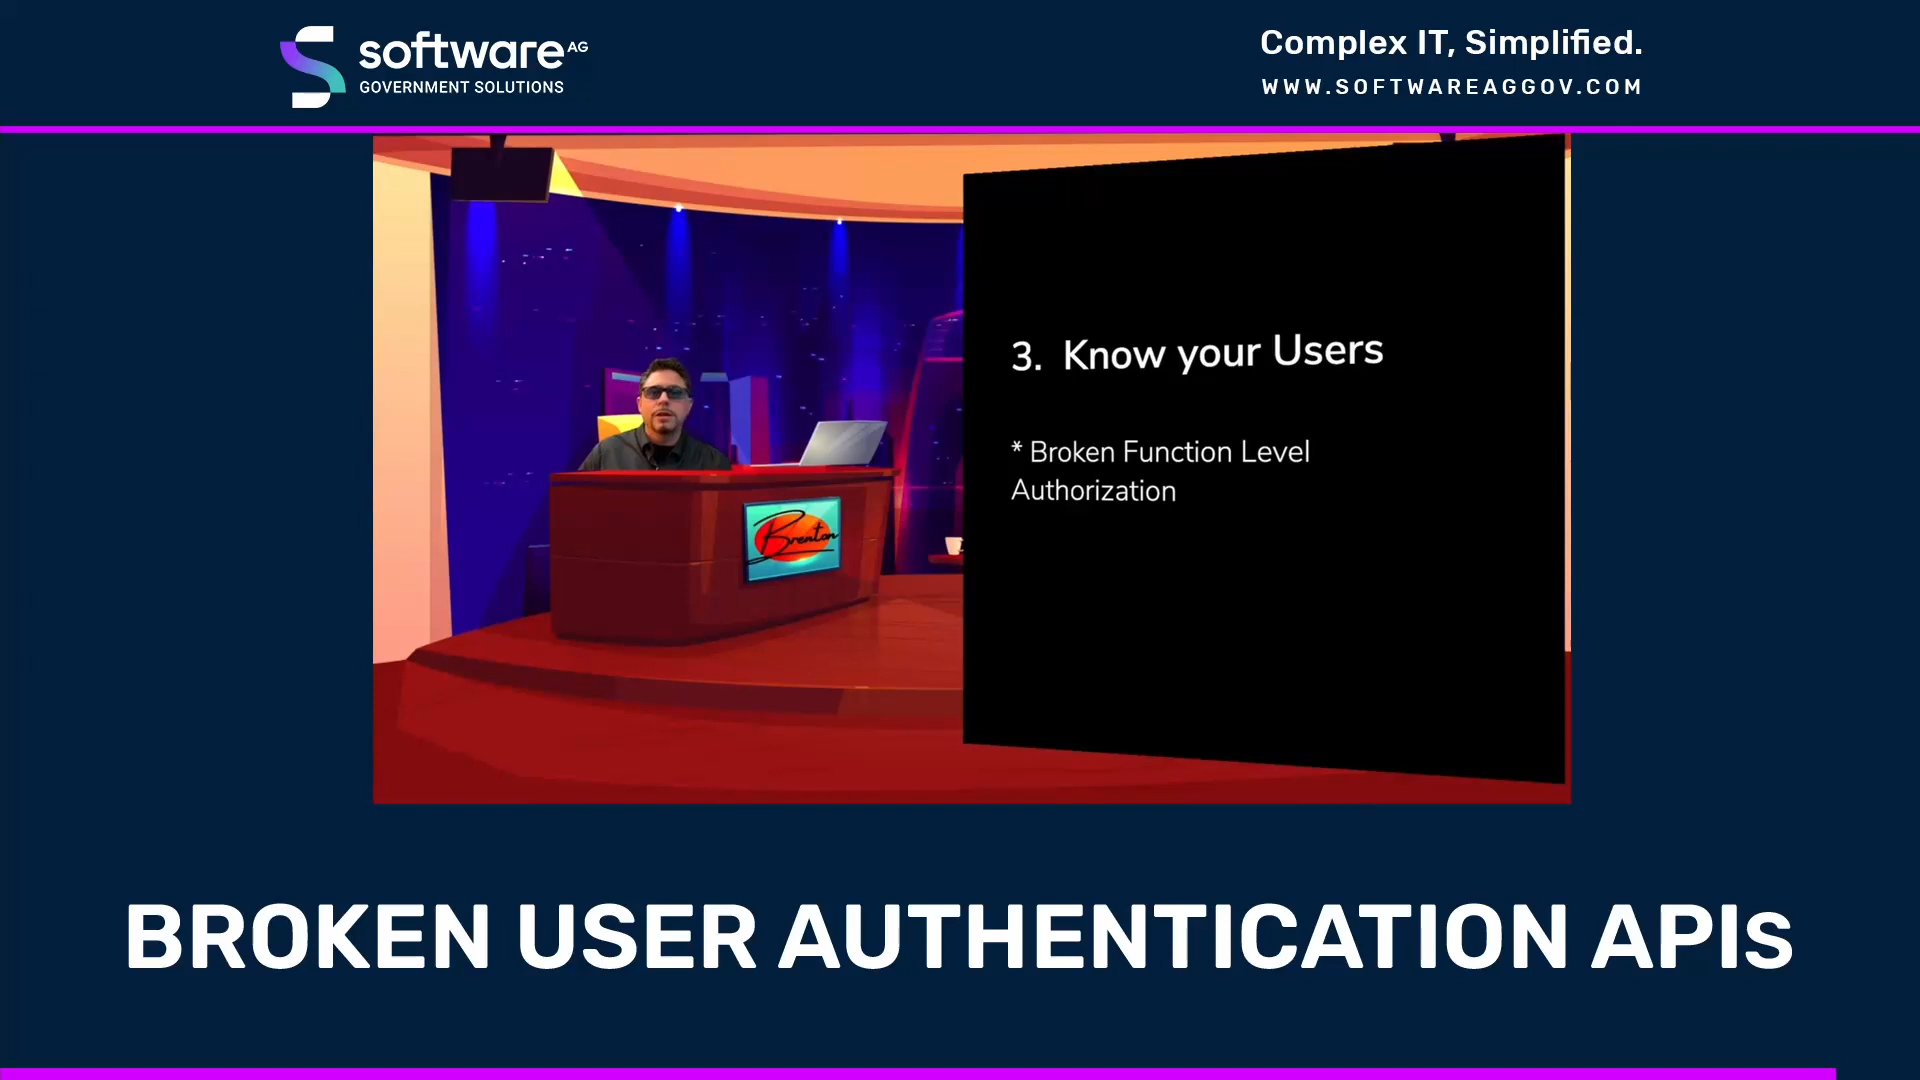 software AG
GOVERNMENT SOLUTIONS
Complex IT, Simplified.
WWW.SOFTWAREAGGOV.COM
3. Know your Users
* Broken Function Level
Authorization
Brenton
BROKEN USER AUTHENTICATION APIs